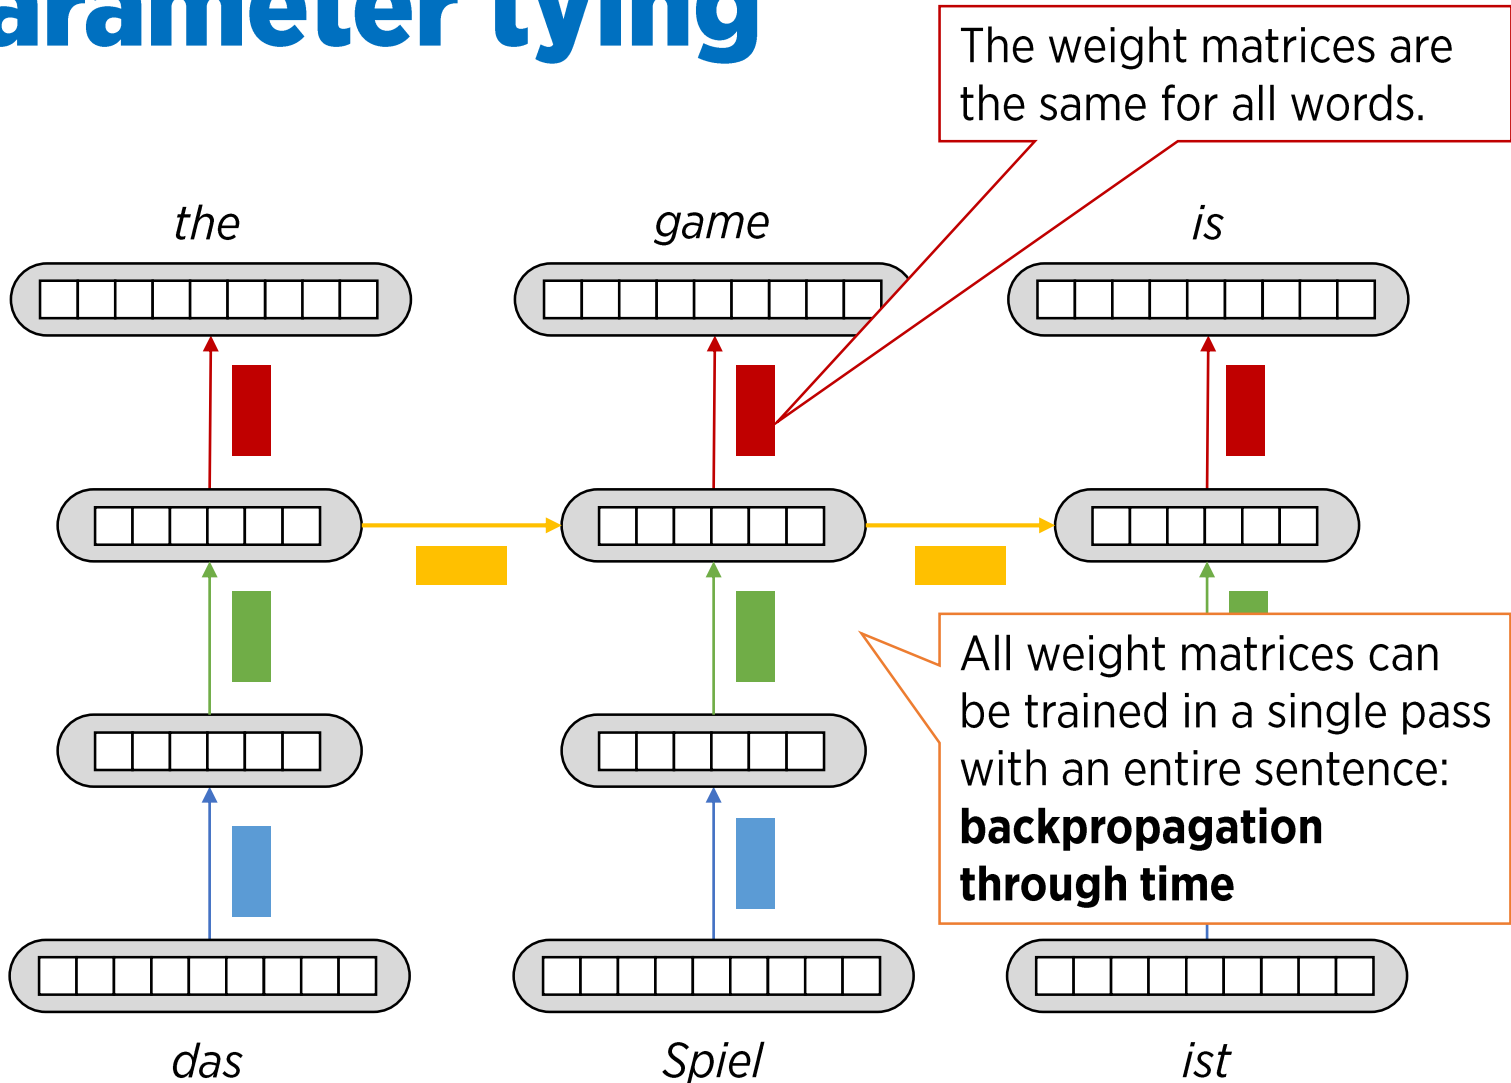 arameter tying
The weight matrices are
the same for all words.
the game is
All weight matrices can
be trained in a single pass
with an entire sentence:
backpropagation
through time
das Spiel ist